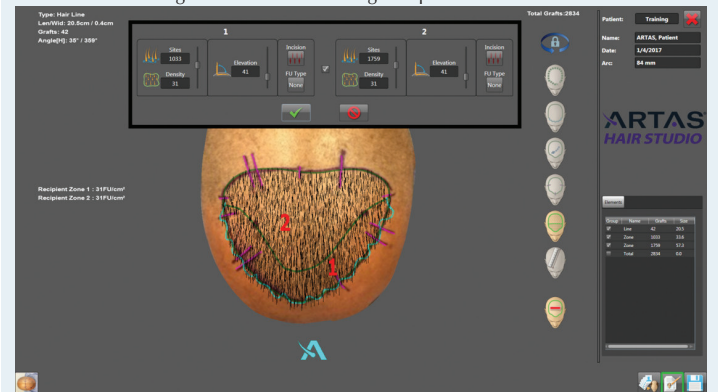 Type: Hair Line
Len/Wid: 20.5cm / 0.4cm
Grafts: 42
Angle[H]: 35° / 359°
1
Sites
1033
Density
31
Elevation
41
Incision
FU Type
None
2
Sites
1759
Density
31
Elevation
41
Incision
FU Type
None
Total Grafts:2834
Patient: Training
Name: ARTAS, Patient
Date: 1/4/2017
Arc: 84 mm
ARTAS
HAIR STUDIO
Recipient Zone 1 : 31FU/cm²
Recipient Zone 2 : 31FU/cm²
2
1
Elements
Group Name Grafts Size
Line 42 20.5
Zone 1033 33.6
Zone 1759 57.3
Total 2834 0.0